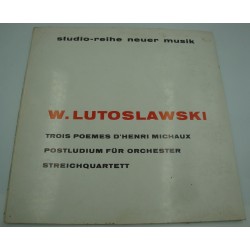 studio-reihe neuer musik
W. LUTOSLAWSKI
TROIS POEMES D'HENRI MICHAUX
POSTLUDIUM FÜR ORCHESTER
STREICHQUARTETT